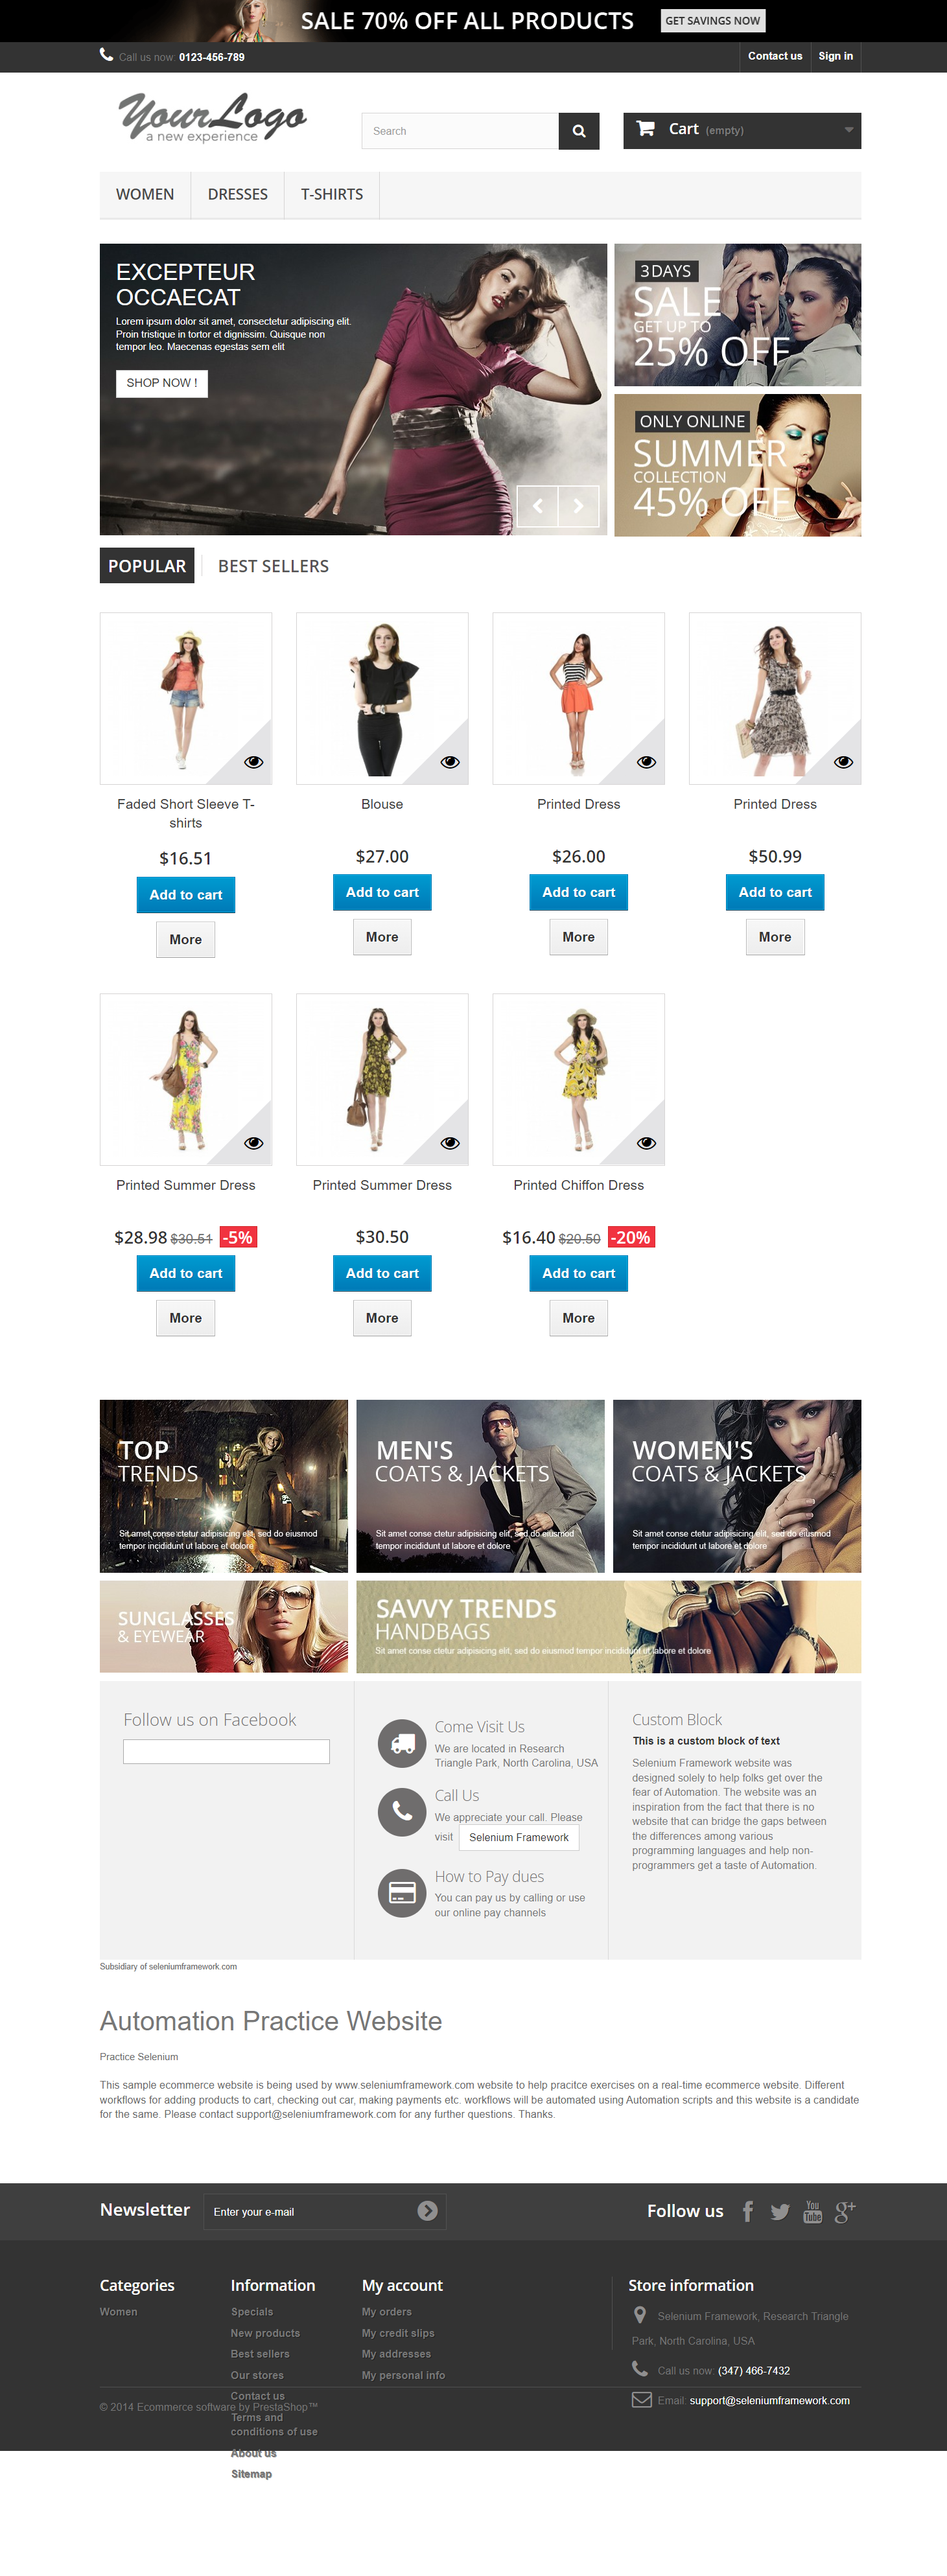 SALE 70% OFF ALL PRODUCTS
GET SAVINGS NOW
Call us now: 0123-456-789
Contact us
Sign in
YourLogo
a new experience
Search
Cart (empty)
WOMEN
DRESSES
T-SHIRTS
EXCEPTEUR
OCCAECAT
Lorem ipsum dolor sit amet, consectetur adipiscing elit.
Proin tristique in tortor et dignissim. Quisque non
tempor leo. Maecenas egestas sem elit
SHOP NOW !
3 DAYS
SALE
GET UP TO
25% OFF
ONLY ONLINE
SUMMER
COLLECTION
45% OFF
POPULAR
BEST SELLERS
Faded Short Sleeve T-
shirts
$16.51
Add to cart
More
Blouse
$27.00
Add to cart
More
Printed Dress
$26.00
Add to cart
More
Printed Dress
$50.99
Add to cart
More
Printed Summer Dress
$28.98 $30.51 -5%
Add to cart
More
Printed Summer Dress
$30.50
Add to cart
More
Printed Chiffon Dress
$16.40 $20.50 -20%
Add to cart
More
TOP
TRENDS
Sit amet conse ctetur adipisicing elit, sed do eiusmod
tempor incididunt ut labore et dolore
MEN'S
COATS & JACKETS
Sit amet conse ctetur adipisicing elit, sed do eiusmod
tempor incididunt ut labore et dolore
WOMEN'S
COATS & JACKETS
Sit amet conse ctetur adipisicing elit, sed do eiusmod
tempor incididunt ut labore et dolore
SUNGLASSES
& EYEWEAR
SAVVY TRENDS
HANDBAGS
Sit amet conse ctetur adipisicing elit, sed do eiusmod tempor incididunt ut labore et dolore
Follow us on Facebook
Come Visit Us
We are located in Research
Triangle Park, North Carolina, USA
Call Us
We appreciate your call. Please
visit Selenium Framework
How to Pay dues
You can pay us by calling or use
our online pay channels
Custom Block
This is a custom block of text
Selenium Framework website was
designed solely to help folks get over the
fear of Automation. The website was an
inspiration from the fact that there is no
website that can bridge the gaps between
the differences among various
programming languages and help non-
programmers get a taste of Automation.
Subsidiary of seleniumframework.com
Automation Practice Website
Practice Selenium
This sample ecommerce website is being used by www.seleniumframework.com website to help pracitce exercises on a real-time ecommerce website. Different
workflows for adding products to cart, checking out car, making payments etc. workflows will be automated using Automation scripts and this website is a candidate
for the same. Please contact support@seleniumframework.com for any further questions. Thanks.
Newsletter
Enter your e-mail
Follow us
You
Tube
Categories
Women
Information
Specials
New products
Best sellers
Our stores
Contact us
Terms and
conditions of use
About us
Sitemap
My account
My orders
My credit slips
My addresses
My personal info
Store information
Selenium Framework, Research Triangle
Park, North Carolina, USA
Call us now: (347) 466-7432
Email: support@seleniumframework.com
© 2014 Ecommerce software by PrestaShop™